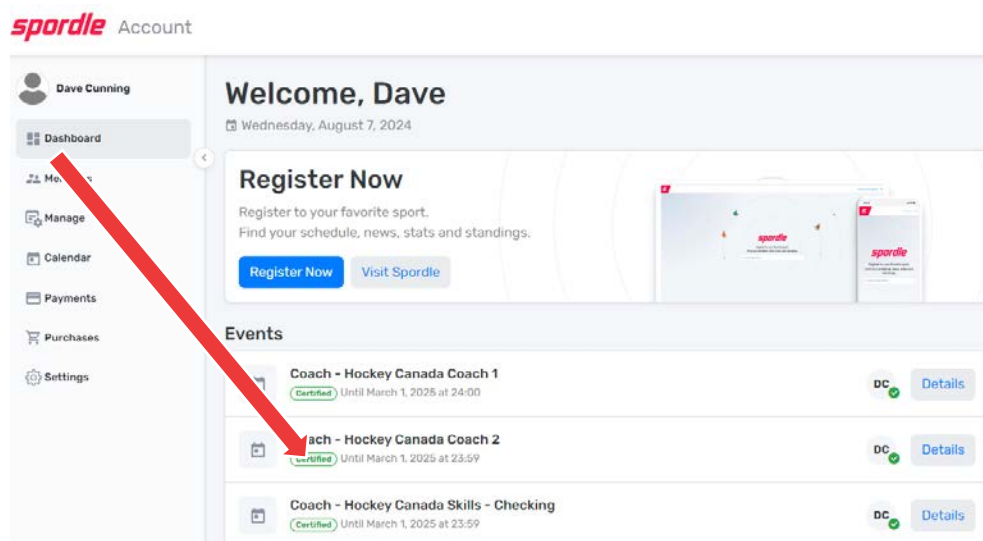 spordle Account
Dave Cunning
Dashboard
Manage
Calendar
Payments
Purchases
Settings
Welcome, Dave
Wednesday, August 7, 2024
Register Now
Register to your favorite sport.
Find your schedule, news, stats and standings.
Register Now Visit Spordle
spordle
spordle
Events
Coach - Hockey Canada Coach 1
Certified Until March 1, 2025 at 24:00
DC Details
ach - Hockey Canada Coach 2
Certified Until March 1, 2025 at 23:59
DC Details
Coach - Hockey Canada Skills - Checking
Certified Until March 1, 2025 at 23:59
DC Details